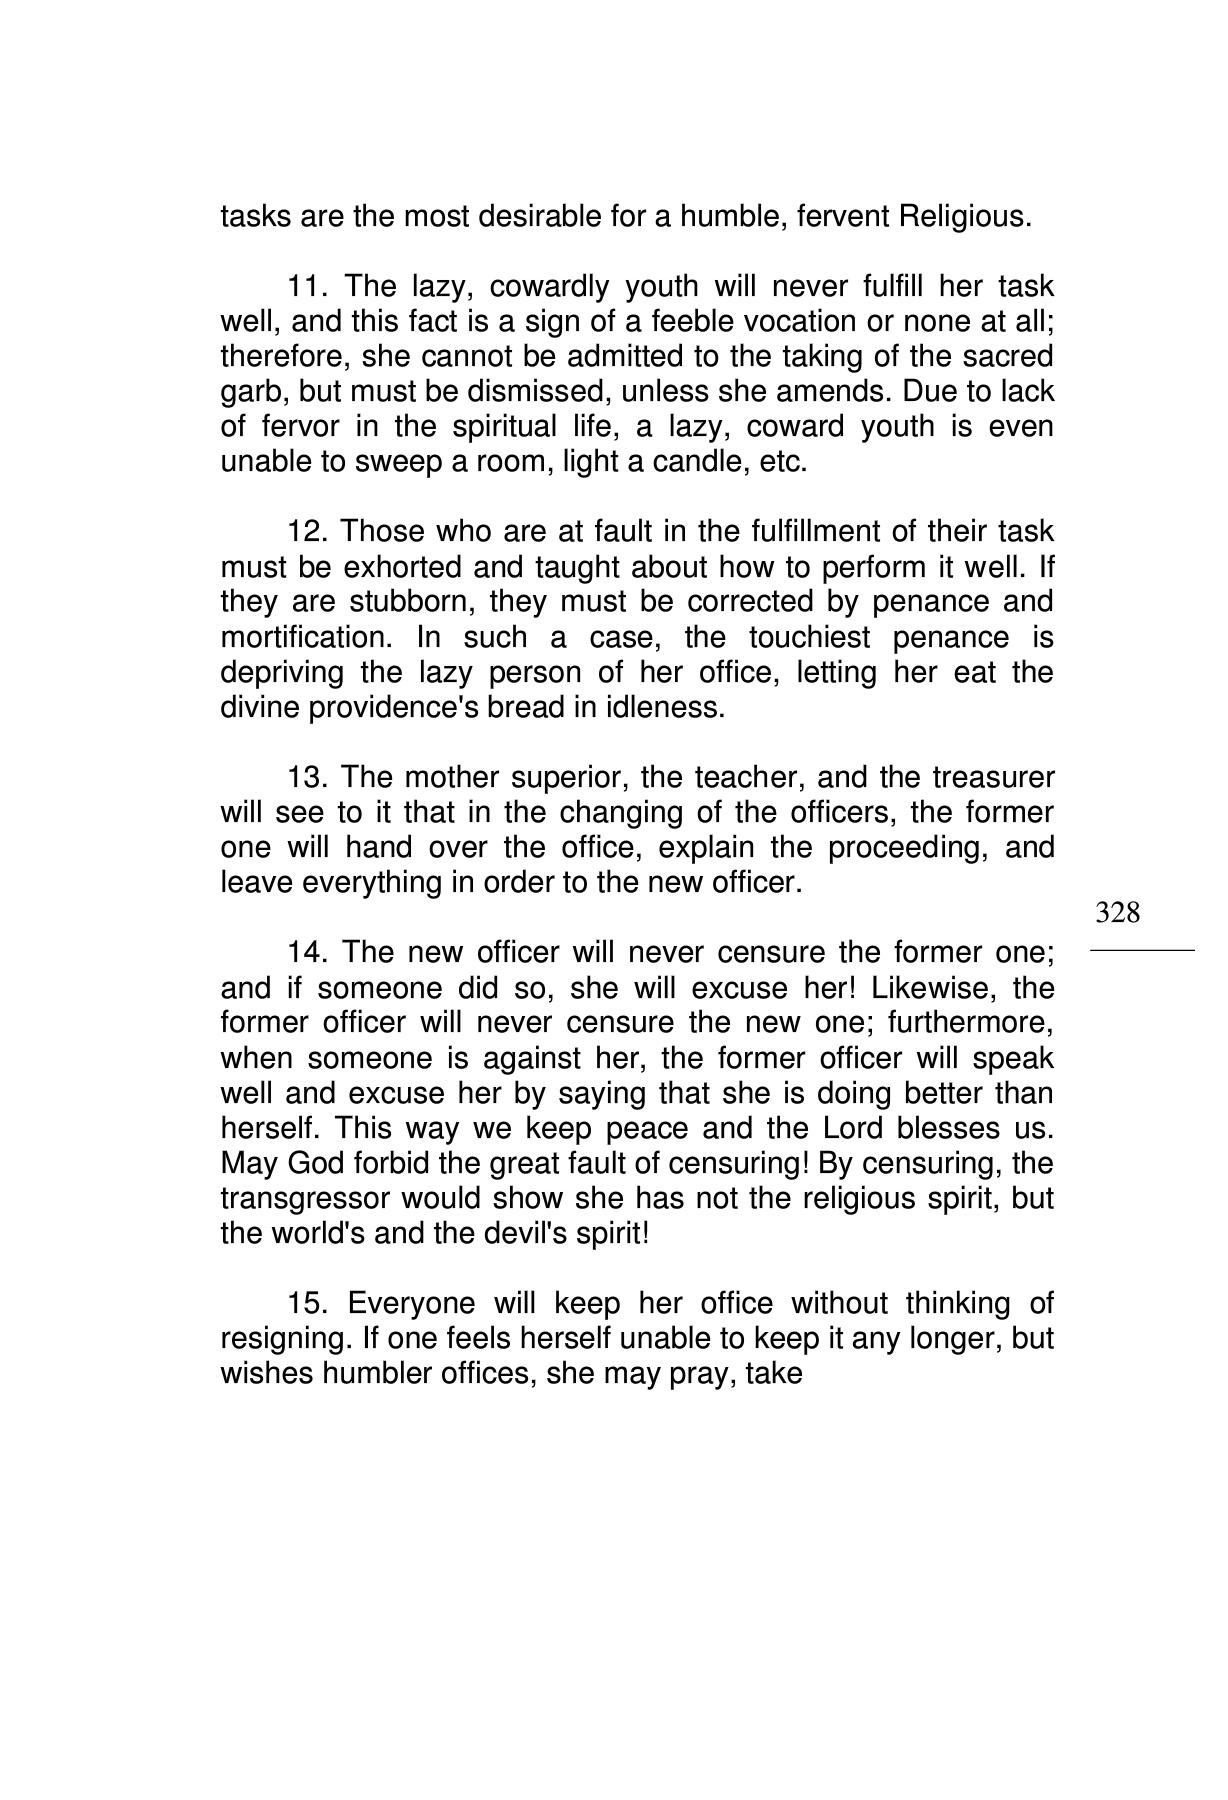 tasks are the most desirable for a humble, fervent Religious.
11. The lazy, cowardly youth will never fulfill her task
well, and this fact is a sign of a feeble vocation or none at all;
therefore, she cannot be admitted to the taking of the sacred
garb, but must be dismissed, unless she amends. Due to lack
of fervor in the spiritual life, a lazy, coward youth is even
unable to sweep a room, light a candle, etc.
12. Those who are at fault in the fulfillment of their task
must be exhorted and taught about how to perform it well. If
they are stubborn, they must be corrected by penance and
mortification. In such a case, the touchiest penance is
depriving the lazy person of her office, letting her eat the
divine providence's bread in idleness.
13. The mother superior, the teacher, and the treasurer
will see to it that in the changing of the officers, the former
one will hand over the office, explain the proceeding, and
leave everything in order to the new officer.
328
14. The new officer will never censure the former one;
and if someone did so, she will excuse her! Likewise, the
former officer will never censure the new one; furthermore,
when someone is against her, the former officer will speak
well and excuse her by saying that she is doing better than
herself. This way we keep peace and the Lord blesses us.
May God forbid the great fault of censuring! By censuring, the
transgressor would show she has not the religious spirit, but
the world's and the devil's spirit!
15. Everyone will keep her office without thinking of
resigning. If one feels herself unable to keep it any longer, but
wishes humbler offices, she may pray, take